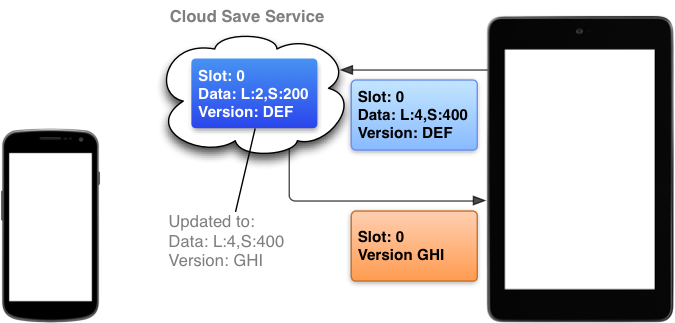 Cloud Save Service
Slot: 0
Data: L:2,S:200
Version: DEF
Slot: 0
Data: L:4,S:400
Version: DEF
Updated to:
Data: L:4,S:400
Version: GHI
Slot: 0
Version GHI